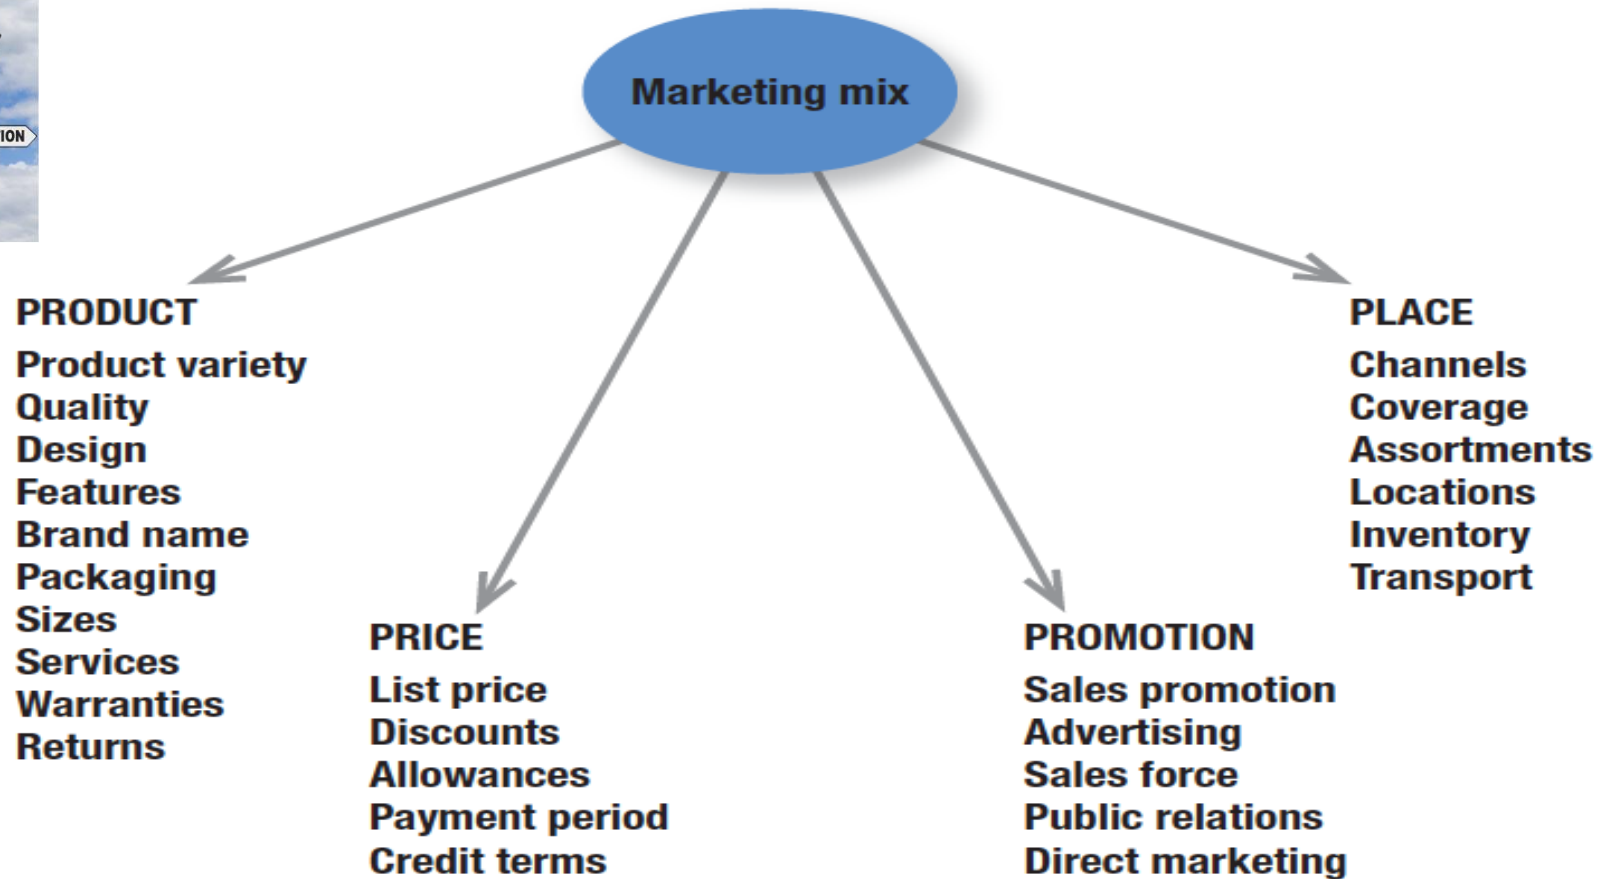 ION
Marketing mix
PRODUCT
Product variety
Quality
Design
Features
Brand name
Packaging
Sizes
Services
Warranties
Returns
PRICE
List price
Discounts
Allowances
Payment period
Credit terms
PROMOTION
Sales promotion
Advertising
Sales force
Public relations
Direct marketing
PLACE
Channels
Coverage
Assortments
Locations
Inventory
Transport